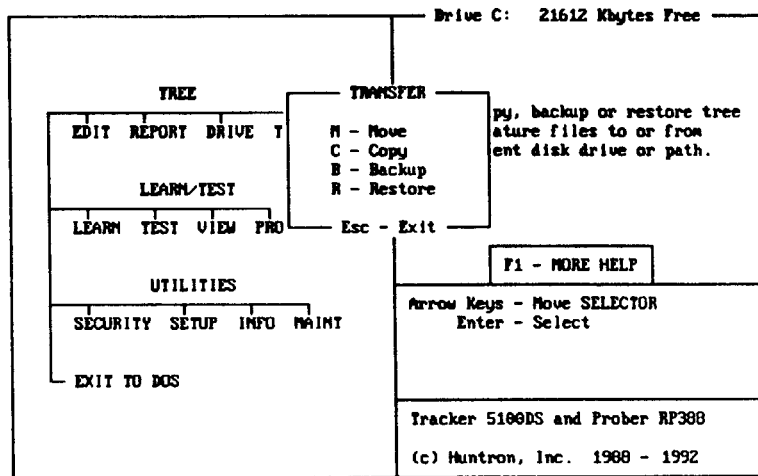 Drive C: 21612 Kbytes Free
TREE
EDIT REPORT DRIVE T
LEARN/TEST
LEARN TEST VIEW PRO
UTILITIES
SECURITY SETUP INFO MAINT
EXIT TO DOS
TRANSFER
M - Move
C - Copy
B - Backup
R - Restore
Esc - Exit
py, backup or restore tree
ature files to or from
ent disk drive or path.
F1 - MORE HELP
Arrow Keys - Move SELECTOR
Enter - Select
Tracker 5100DS and Prober RP388
(c) Huntron, Inc. 1988 - 1992